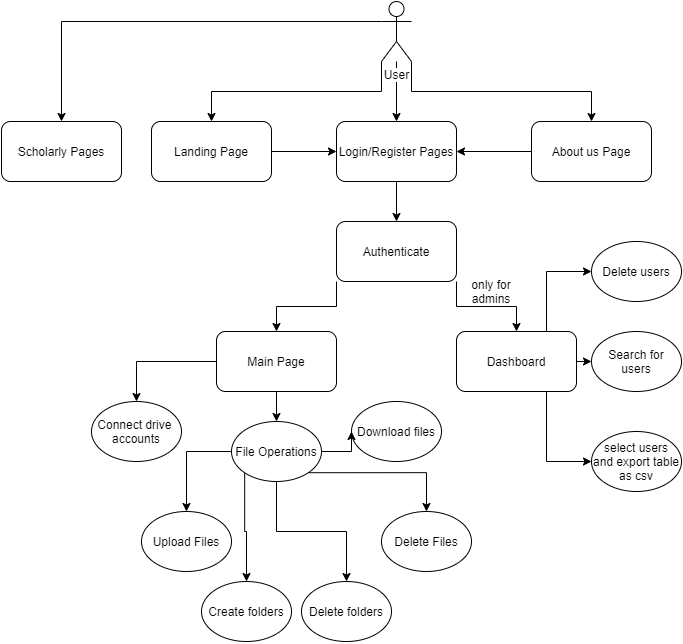 User
Scholarly Pages
Landing Page
Login/Register Pages
About us Page
Authenticate
only for
admins
Delete users
Main Page
Dashboard
Search for
users
Connect drive
accounts
File Operations
Download files
select users
and export table
as csv
Upload Files
Delete Files
Create folders
Delete folders